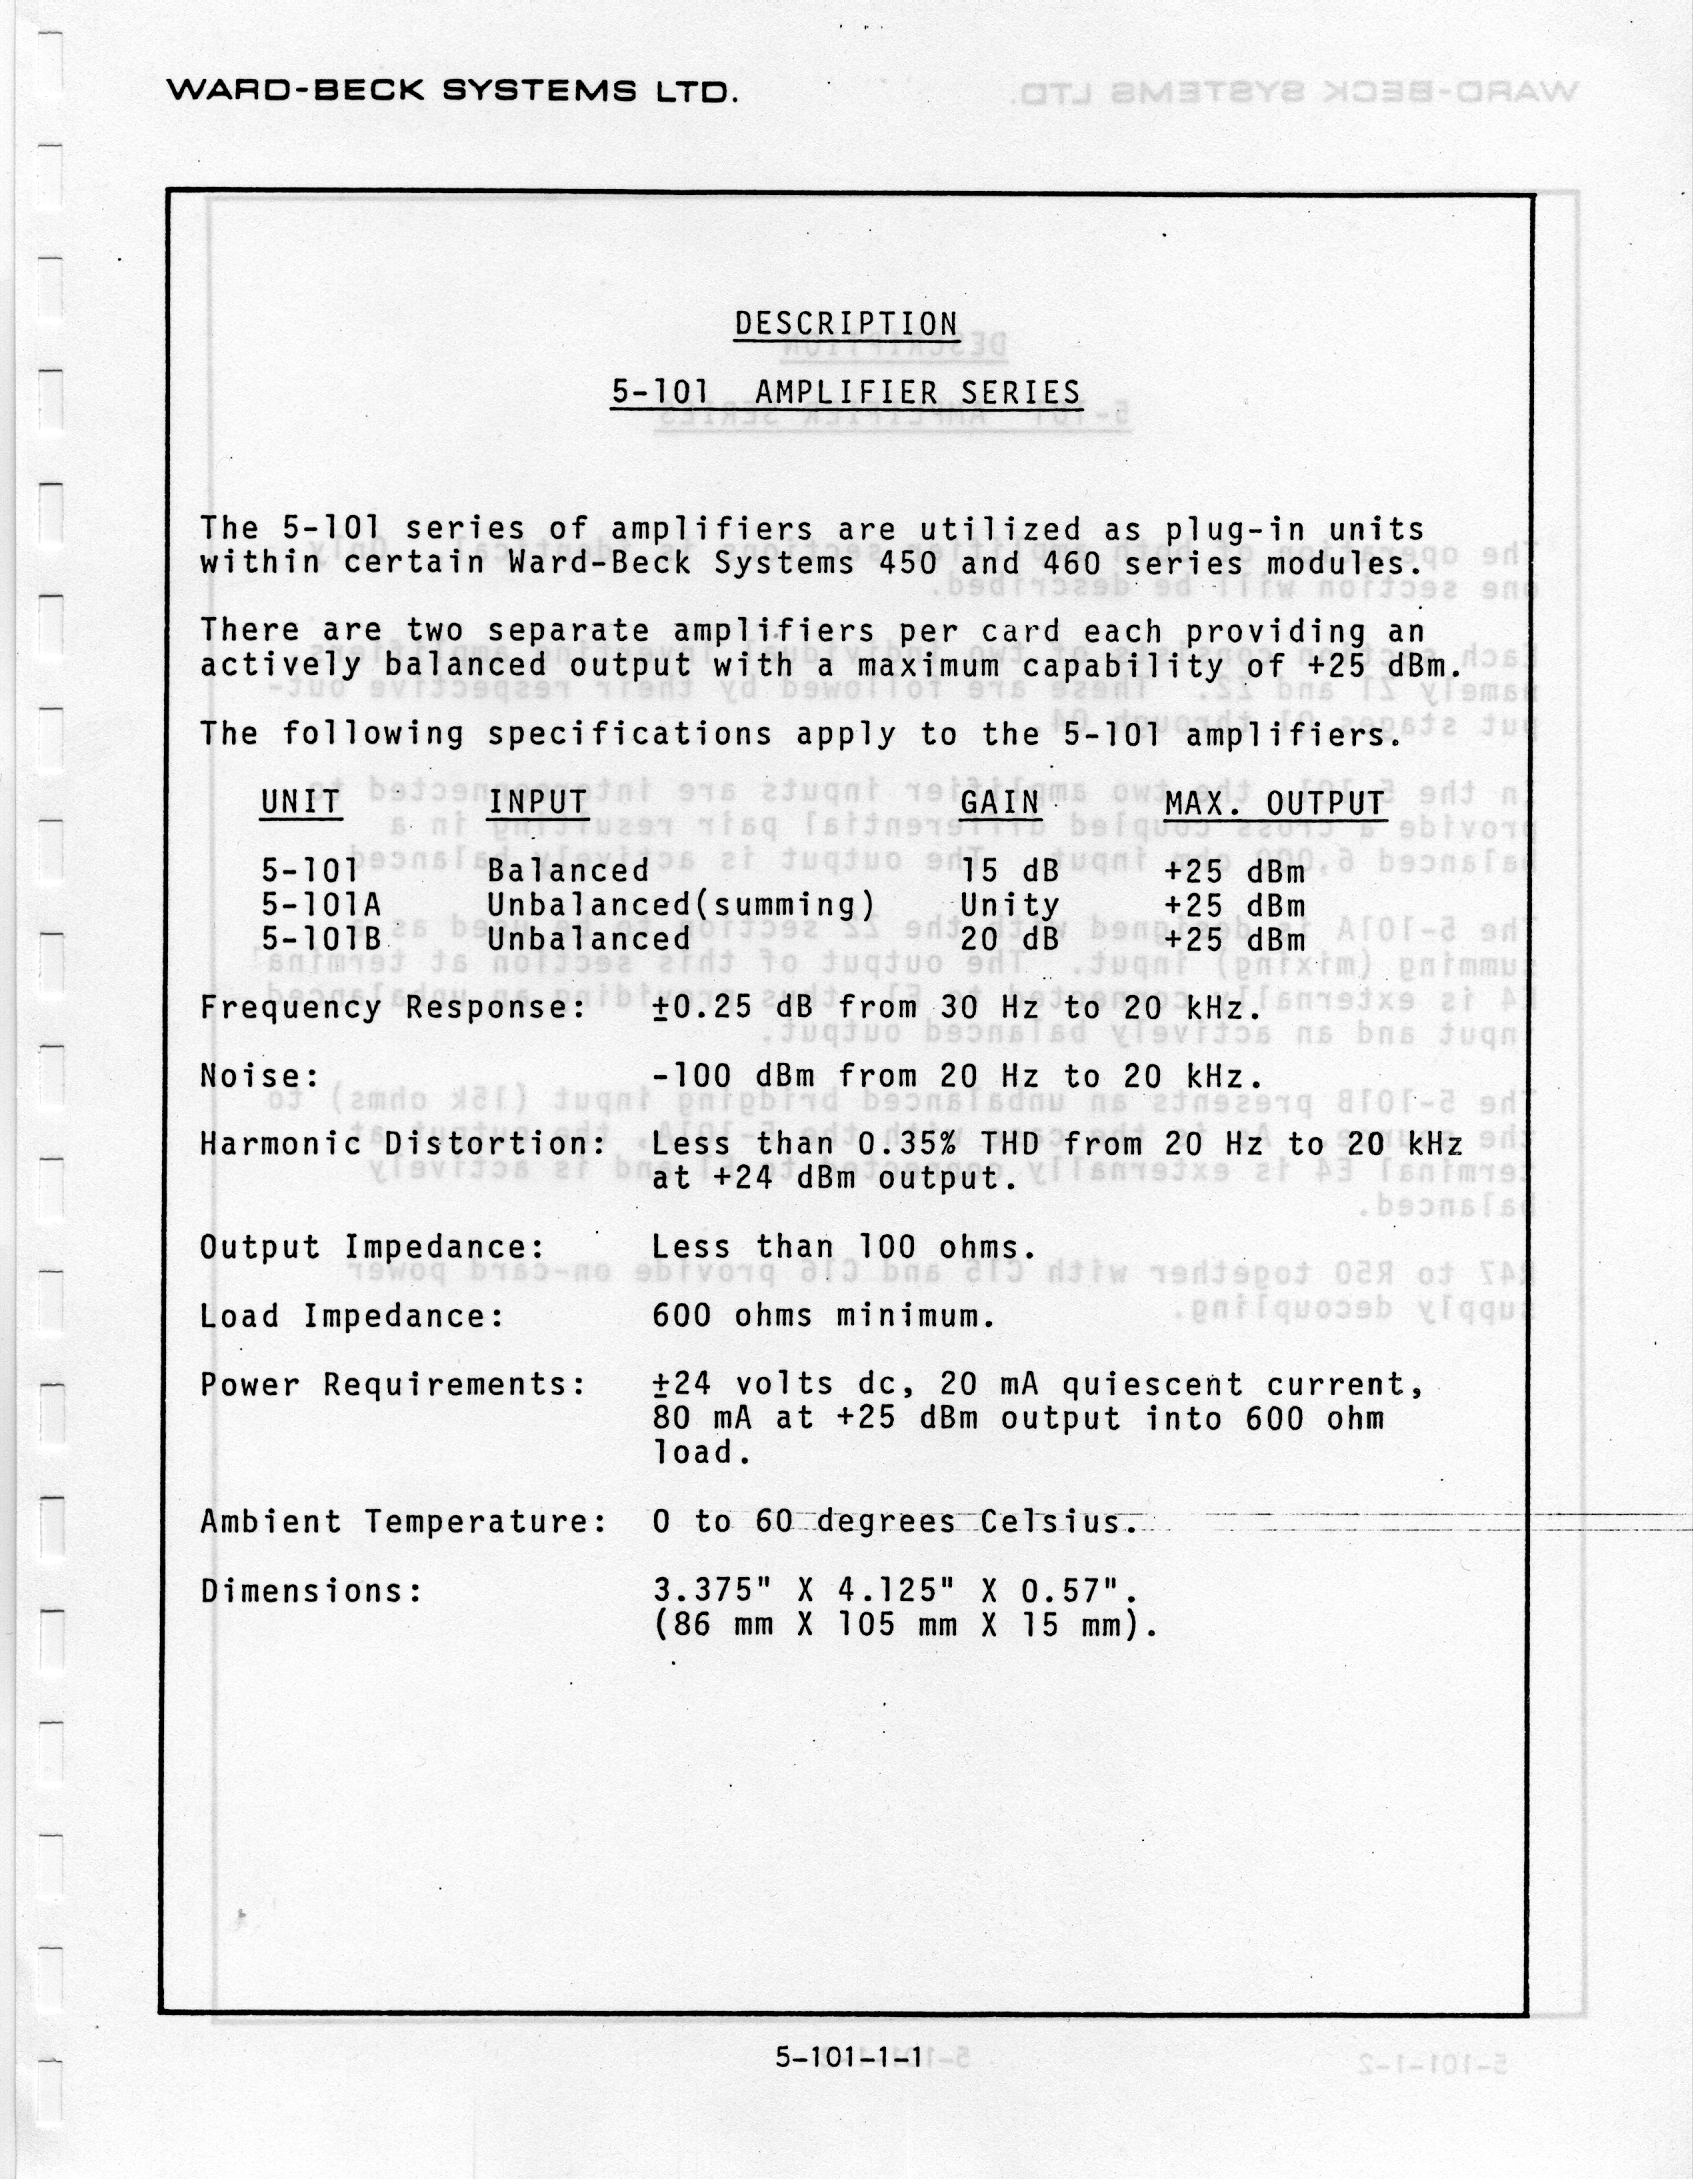 WARD-BECK SYSTEMS LTD.
DESCRIPTION
5-101 AMPLIFIER SERIES
The 5-101 series of amplifiers are utilized as plug-in units
within certain Ward-Beck Systems 450 and 460 series modules.
There are two separate amplifiers per card each providing an
actively balanced output with a maximum capability of +25 dBm.
The following specifications apply to the 5-101 amplifiers.
UNIT INPUT GAIN MAX. OUTPUT
5-101 Balanced 15 dB +25 dBm
5-101A Unbalanced(summing) Unity +25 dBm
5-101B Unbalanced 20 dB +25 dBm
Frequency Response: ±0.25 dB from 30 Hz to 20 kHz.
Noise: -100 dBm from 20 Hz to 20 kHz.
Harmonic Distortion: Less than 0.35% THD from 20 Hz to 20 kHz
at +24 dBm output.
Output Impedance: Less than 100 ohms.
Load Impedance: 600 ohms minimum.
Power Requirements: ±24 volts dc, 20 mA quiescent current,
80 mA at +25 dBm output into 600 ohm
load.
Ambient Temperature: 0 to 60 degrees Celsius.
Dimensions: 3.375" X 4.125" X 0.57".
(86 mm X 105 mm X 15 mm).
5-101-1-1